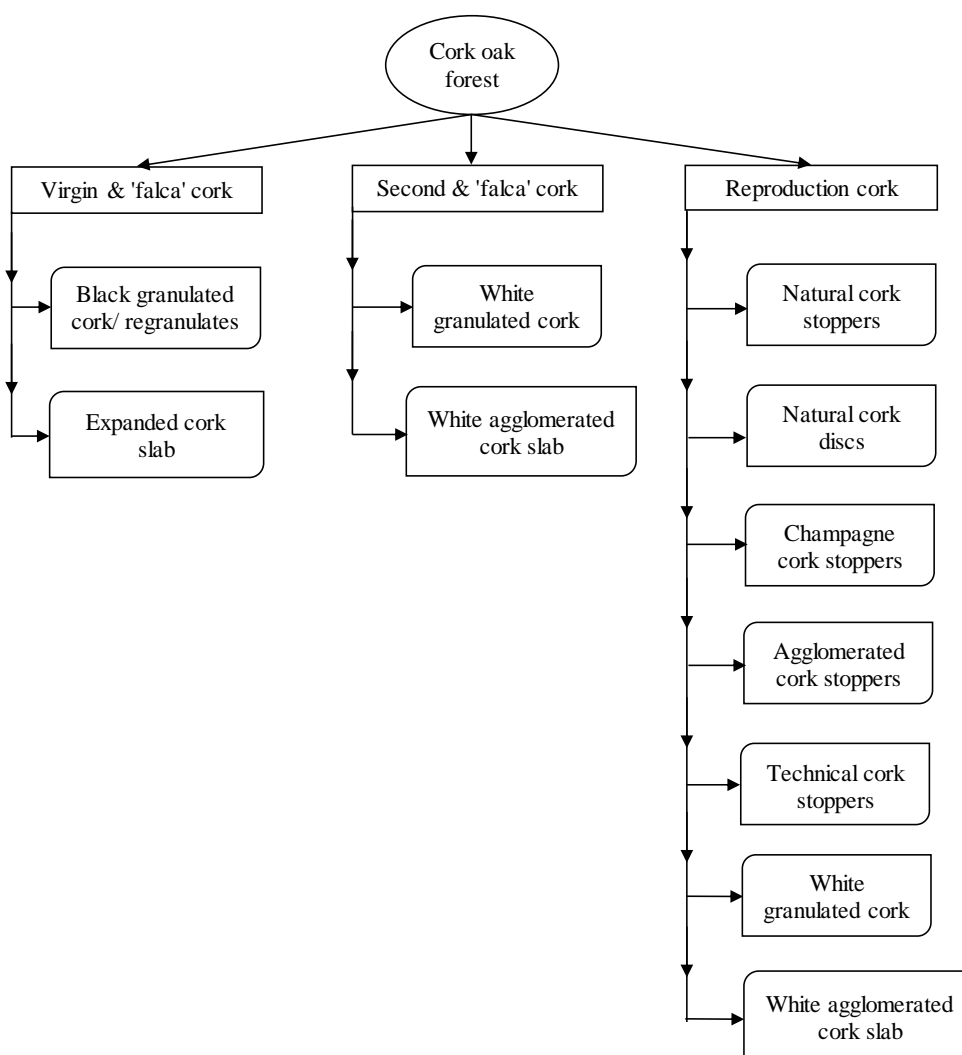 Cork oak
forest
Virgin & 'falca' cork
Black granulated
cork/ regranulates
Expanded cork
slab
Second & 'falca' cork
White
granulated cork
White agglomerated
cork slab
Reproduction cork
Natural cork
stoppers
Natural cork
discs
Champagne
cork stoppers
Agglomerated
cork stoppers
Technical cork
stoppers
White
granulated cork
White agglomerated
cork slab